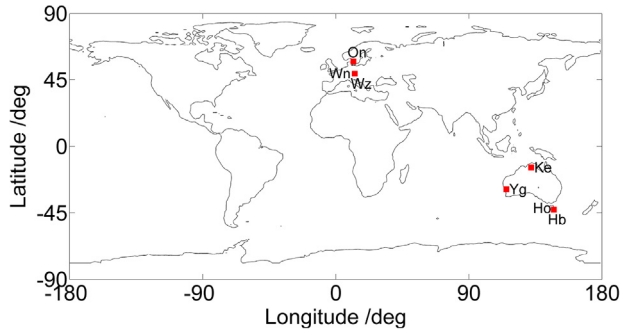 90
45
0
-45
-90
Latitude /deg
On
Wn
Wz
Ke
Yg
Ho
Hb
-180
-90
0
90
180
Longitude /deg